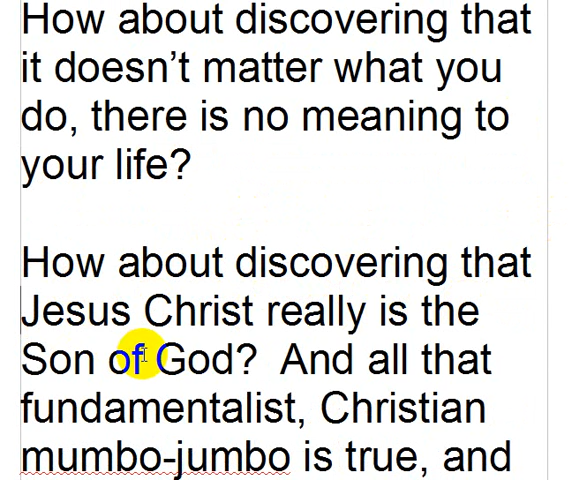 How about discovering that
it doesn’t matter what you
do, there is no meaning to
your life?
How about discovering that
Jesus Christ really is the
Son of God?  And all that
fundamentalist, Christian
mumbo-jumbo is true, and